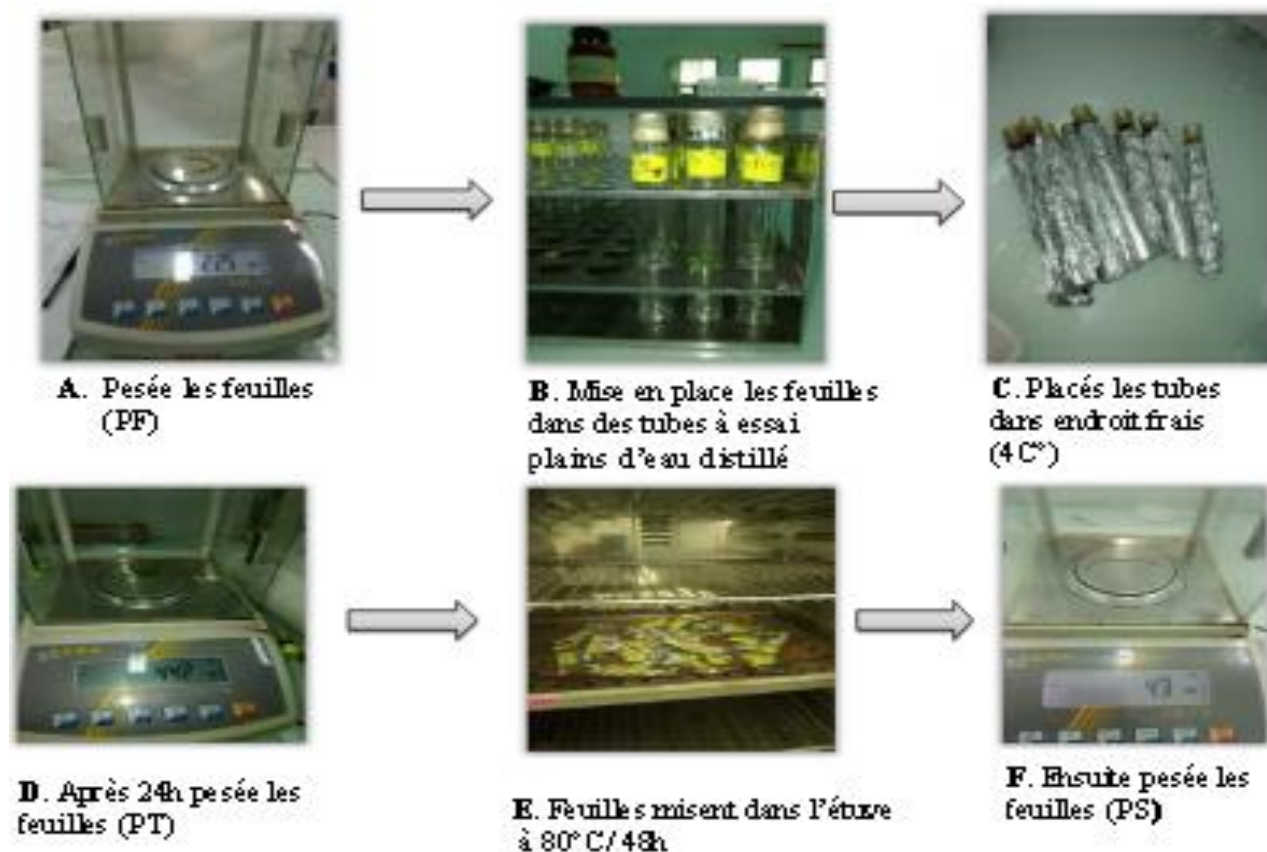 A. Pesée les feuilles
(PF)
B. Mise en place les feuilles
dans des tubes à essai
plains d'eau distillé
C. Placés les tubes
dans endroit frais
(4C°)
D. Après 24h pesée les
feuilles (PT)
E. Feuilles misent dans l'étuve
à 80°C/48h
F. Ensuite pesée les
feuilles (PS)